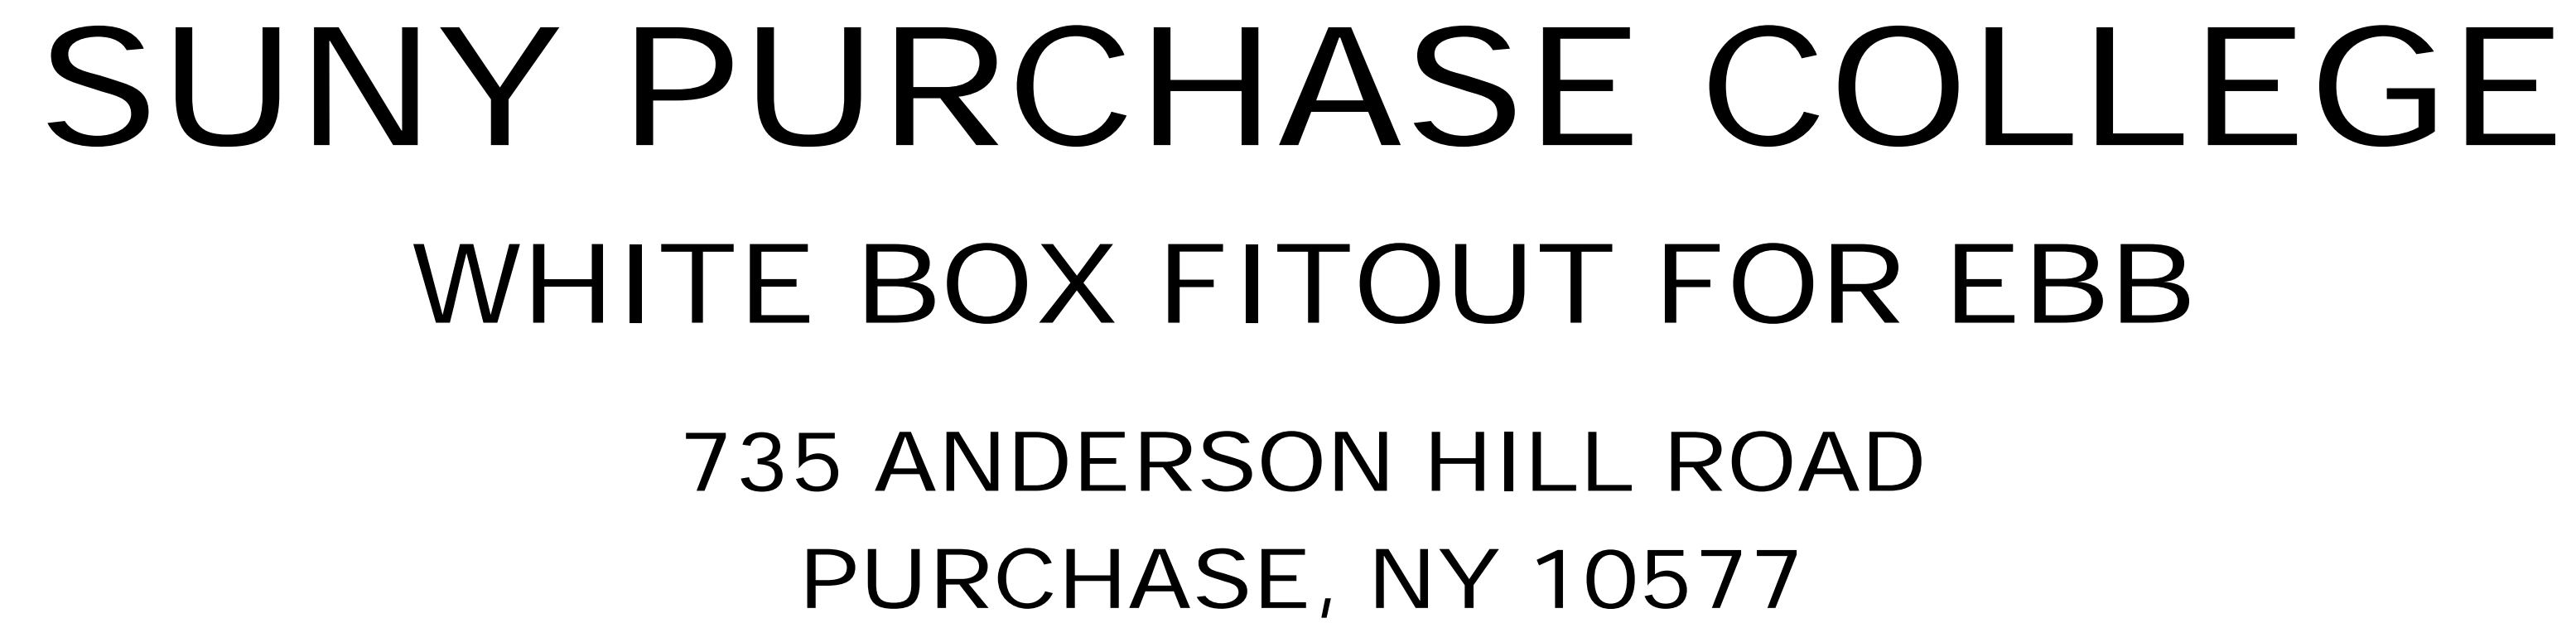 SUNY PURCHASE COLLEGE
WHITE BOX FITOUT FOR EBB
735 ANDERSON HILL ROAD
PURCHASE, NY 10577